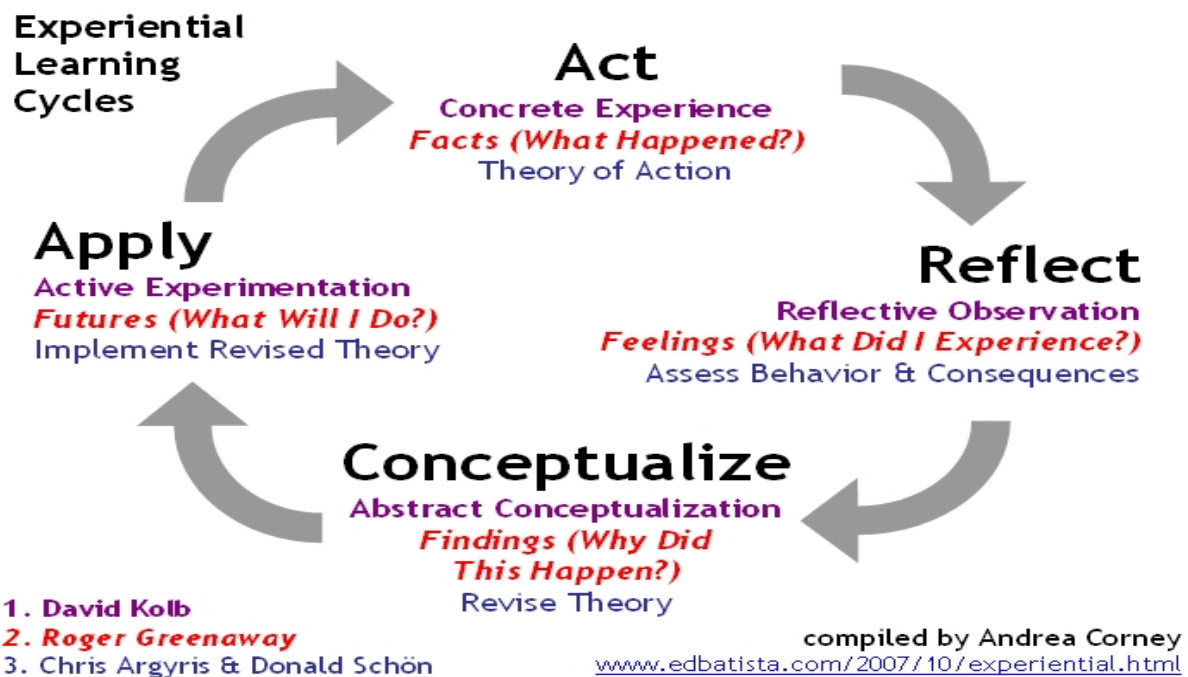 Experiential
Learning
Cycles
Act
Concrete Experience
Facts (What Happened?)
Theory of Action
Reflect
Reflective Observation
Feelings (What Did I Experience?)
Assess Behavior & Consequences
Conceptualize
Abstract Conceptualization
Findings (Why Did
This Happen?)
Revise Theory
Apply
Active Experimentation
Futures (What Will I Do?)
Implement Revised Theory
1. David Kolb
2. Roger Greenaway
3. Chris Argyris & Donald Schön
compiled by Andrea Corney
www.edbatista.com/2007/10/experiential.html